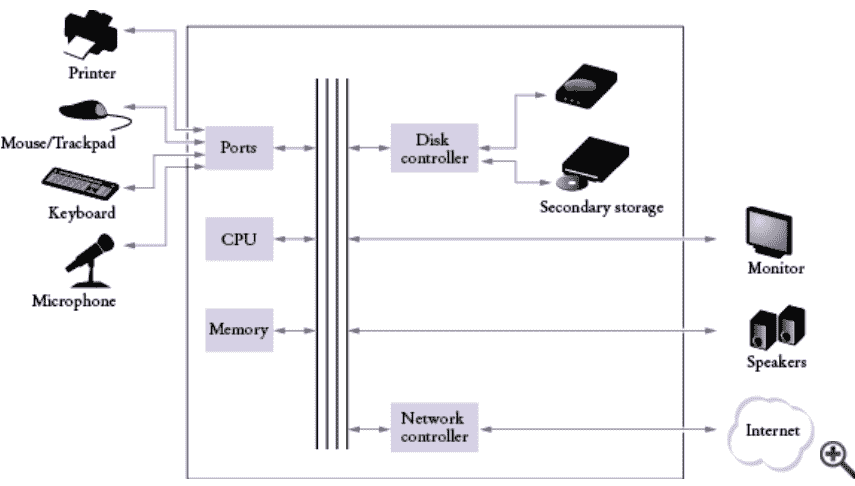 Printer
Mouse/Trackpad
Keyboard
Microphone
Ports
CPU
Memory
Disk
controller
Secondary storage
Network
controller
Monitor
Speakers
Internet